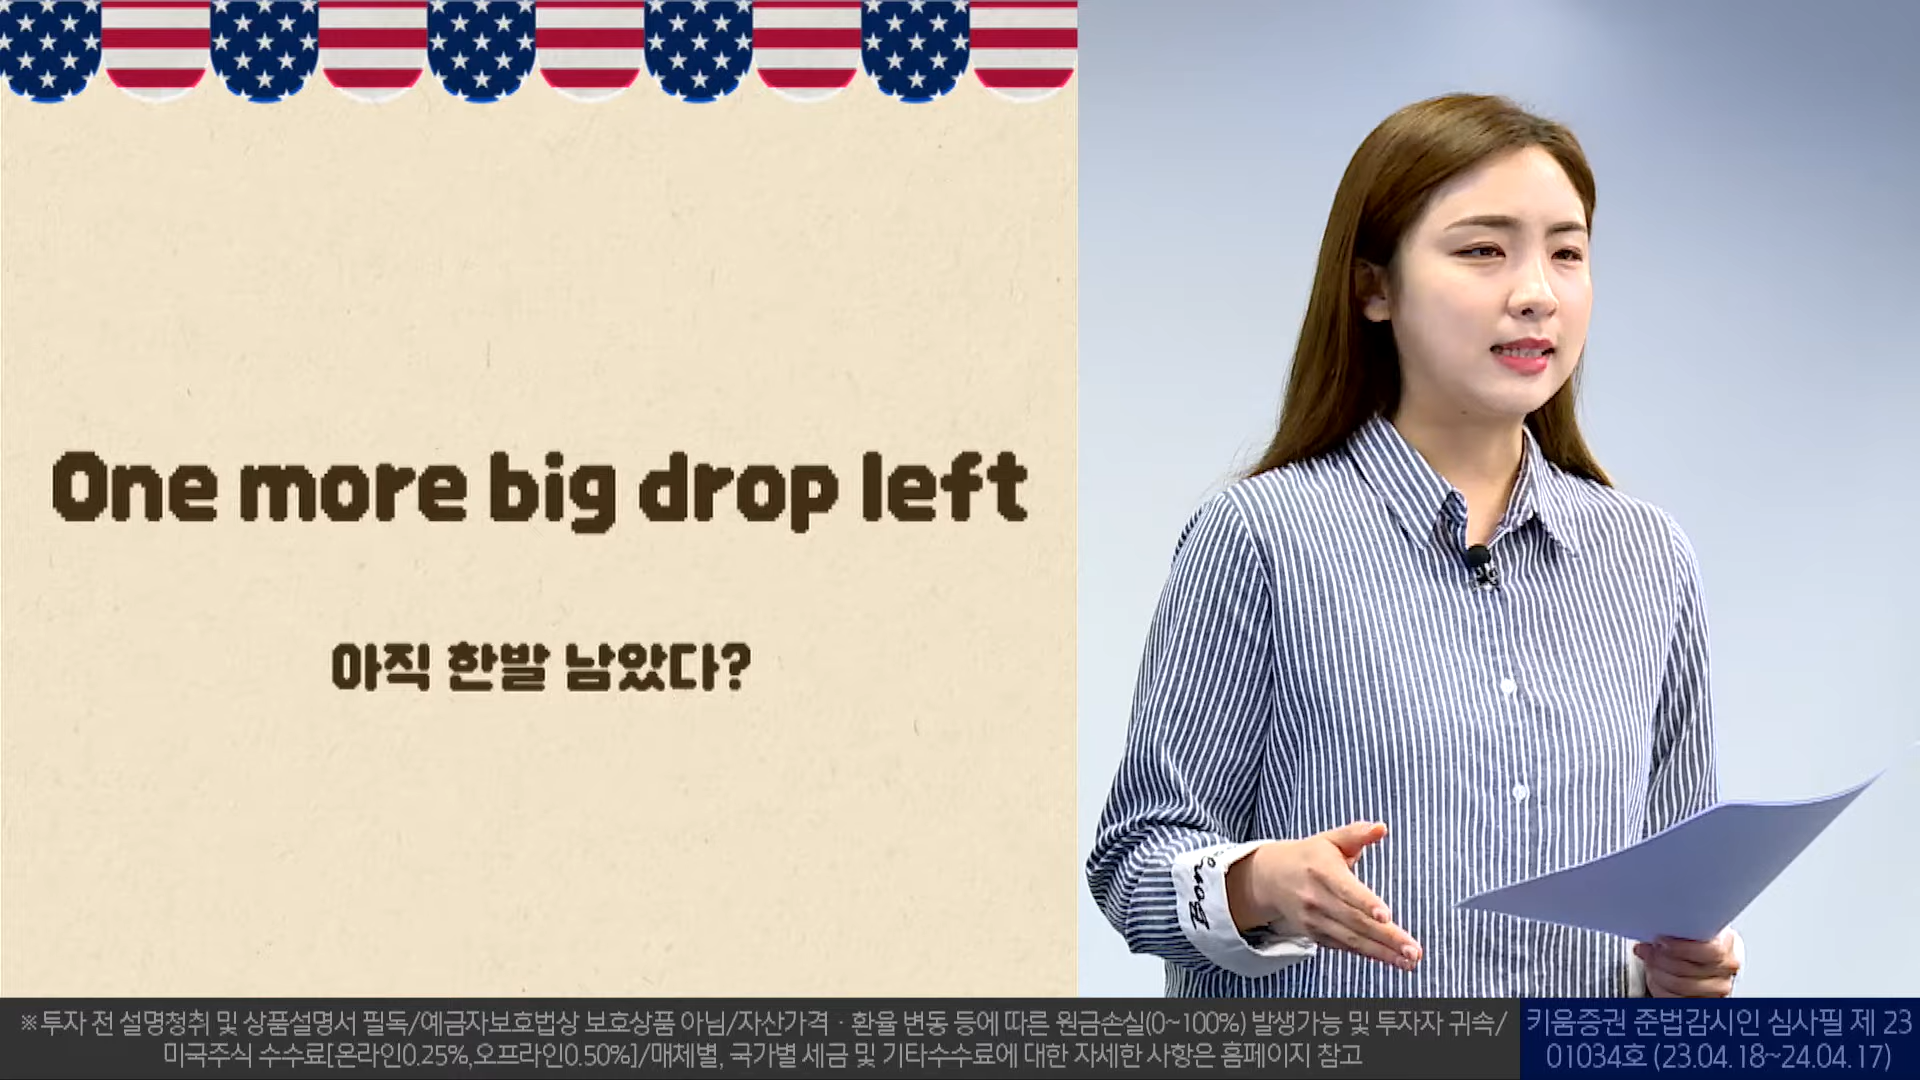 One more big drop left
아직 한발 남았다?
Bon
※투자 전 설명청취 및 상품설명서 필독/예금자보호법상 보호상품 아님/자산가격 · 환율 변동 등에 따른 원금손실(0~100%) 발생가능 및 투자자 귀속/
미국주식 수수료[온라인0.25%,오프라인0.50%]/매체별, 국가별 세금 및 기타수수료에 대한 자세한 사항은 홈페이지 참고
키움증권 준법감시인 심사필 제 23
01034호 (23.04.18~24.04.17)